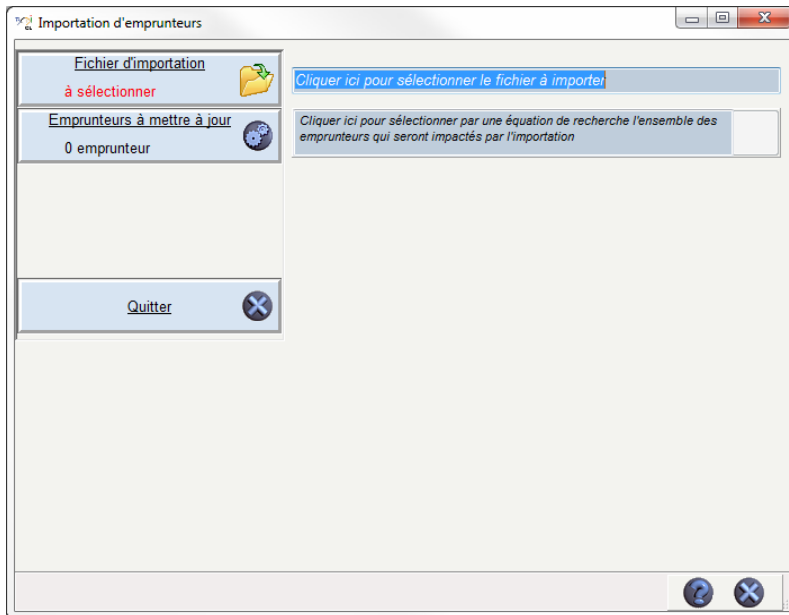 Importation d'emprunteurs
Fichier d'importation
à sélectionner
Cliquer ici pour sélectionner le fichier à importer
Emprunteurs à mettre à jour
0 emprunteur
Cliquer ici pour sélectionner par une équation de recherche l'ensemble des
emprunteurs qui seront impactés par l'importation
Quitter